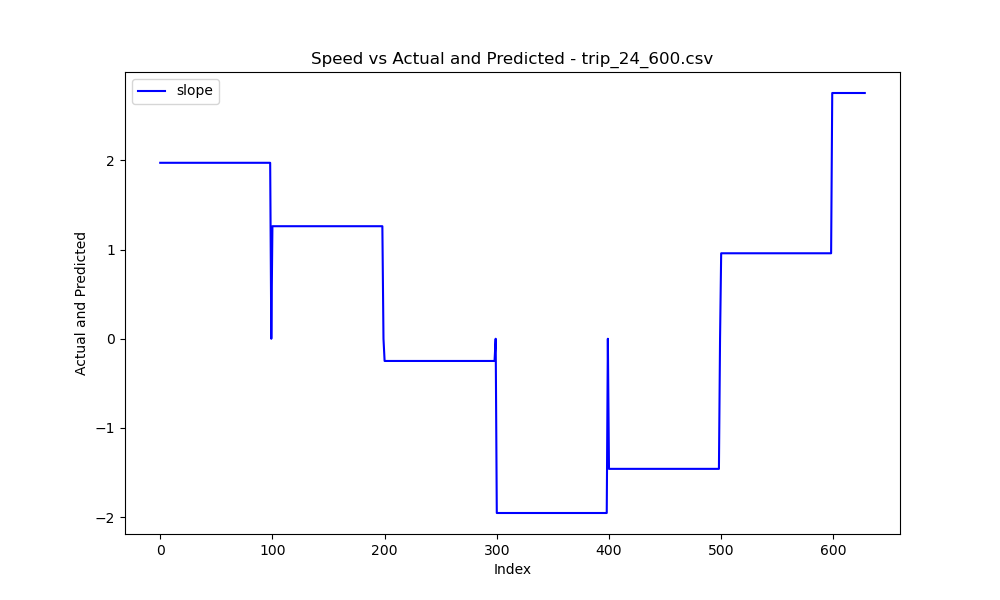 Speed vs Actual and Predicted - trip_24_600.csv
slope
Actual and Predicted
2
1
0
−1
−2
0 100 200 300 400 500 600
Index